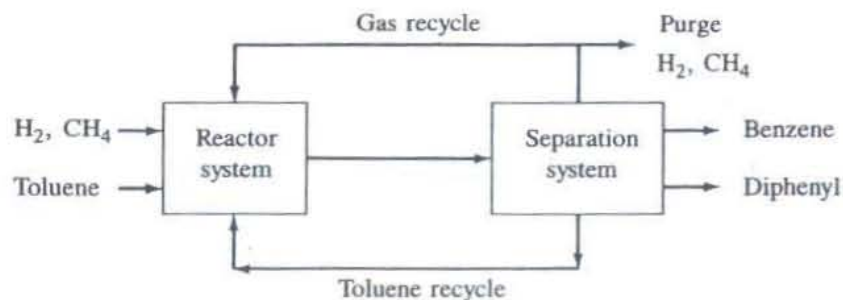 Gas recycle
Purge
H₂, CH₄
H₂, CH₄
Toluene
Reactor
system
Separation
system
Benzene
Diphenyl
Toluene recycle